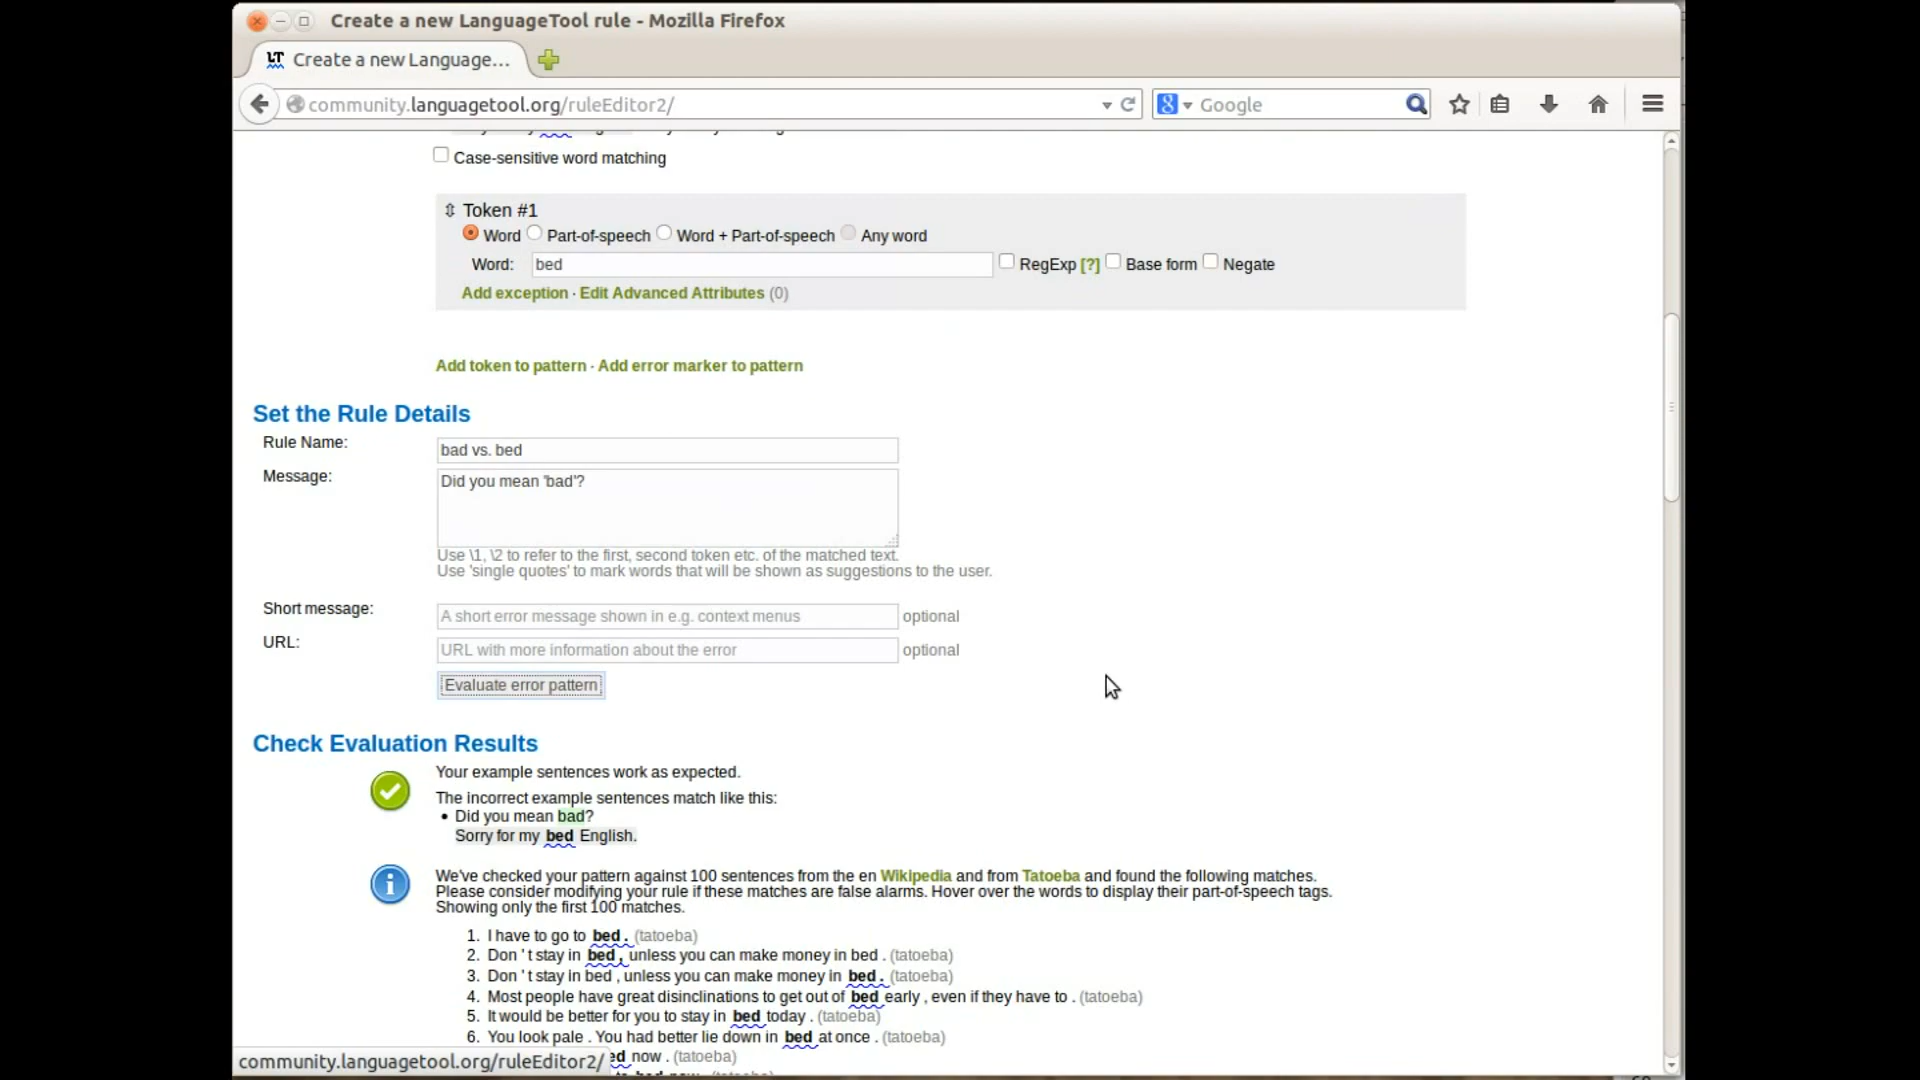 Create a new LanguageTool rule - Mozilla Firefox
LT Create a new Language...
community.languagetool.org/ruleEditor2/
8 Google
Case-sensitive word matching
Token #1
Word Part-of-speech Word + Part-of-speech Any word
Word: bed RegExp [?] Base form Negate
Add exception · Edit Advanced Attributes (0)
Add token to pattern · Add error marker to pattern
Set the Rule Details
Rule Name: bad vs. bed
Message: Did you mean 'bad'?
Use \1, \2 to refer to the first, second token etc. of the matched text.
Use 'single quotes' to mark words that will be shown as suggestions to the user.
Short message: A short error message shown in e.g. context menus optional
URL: URL with more information about the error optional
Evaluate error pattern
Check Evaluation Results
Your example sentences work as expected.
The incorrect example sentences match like this:
• Did you mean bad?
Sorry for my bed English.
We've checked your pattern against 100 sentences from the en Wikipedia and from Tatoeba and found the following matches.
Please consider modifying your rule if these matches are false alarms. Hover over the words to display their part-of-speech tags.
Showing only the first 100 matches.
1. I have to go to bed . (tatoeba)
2. Don ' t stay in bed , unless you can make money in bed . (tatoeba)
3. Don ' t stay in bed , unless you can make money in bed . (tatoeba)
4. Most people have great disinclinations to get out of bed early , even if they have to . (tatoeba)
5. It would be better for you to stay in bed today . (tatoeba)
6. You look pale . You had better lie down in bed at once . (tatoeba)
ed now . (tatoeba)
community.languagetool.org/ruleEditor2/